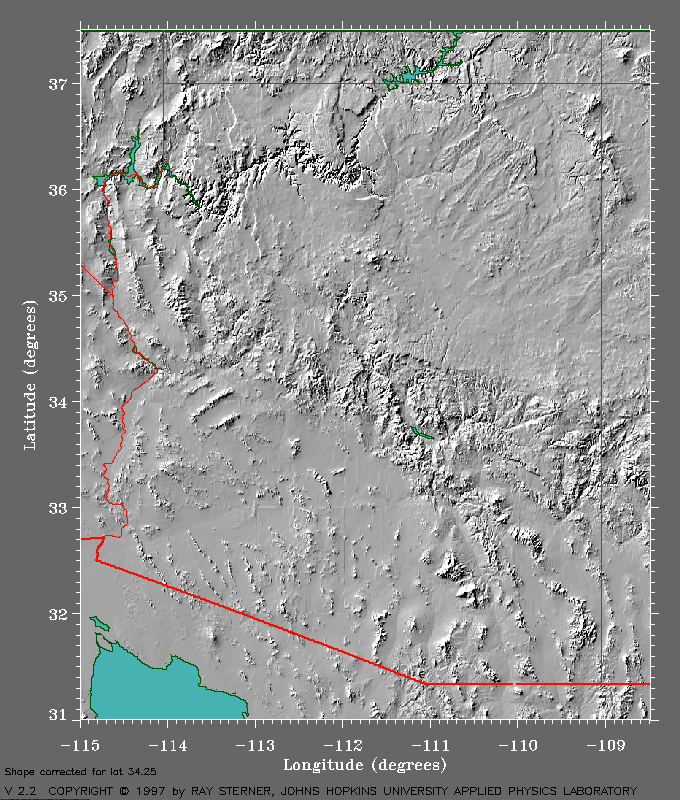 37
36
35
34
33
32
31
Latitude (degrees)
−115 −114 −113 −112 −111 −110 −109
Longitude (degrees)
Shape corrected for lat 34.25
V 2.2 COPYRIGHT © 1997 by RAY STERNER, JOHNS HOPKINS UNIVERSITY APPLIED PHYSICS LABORATORY